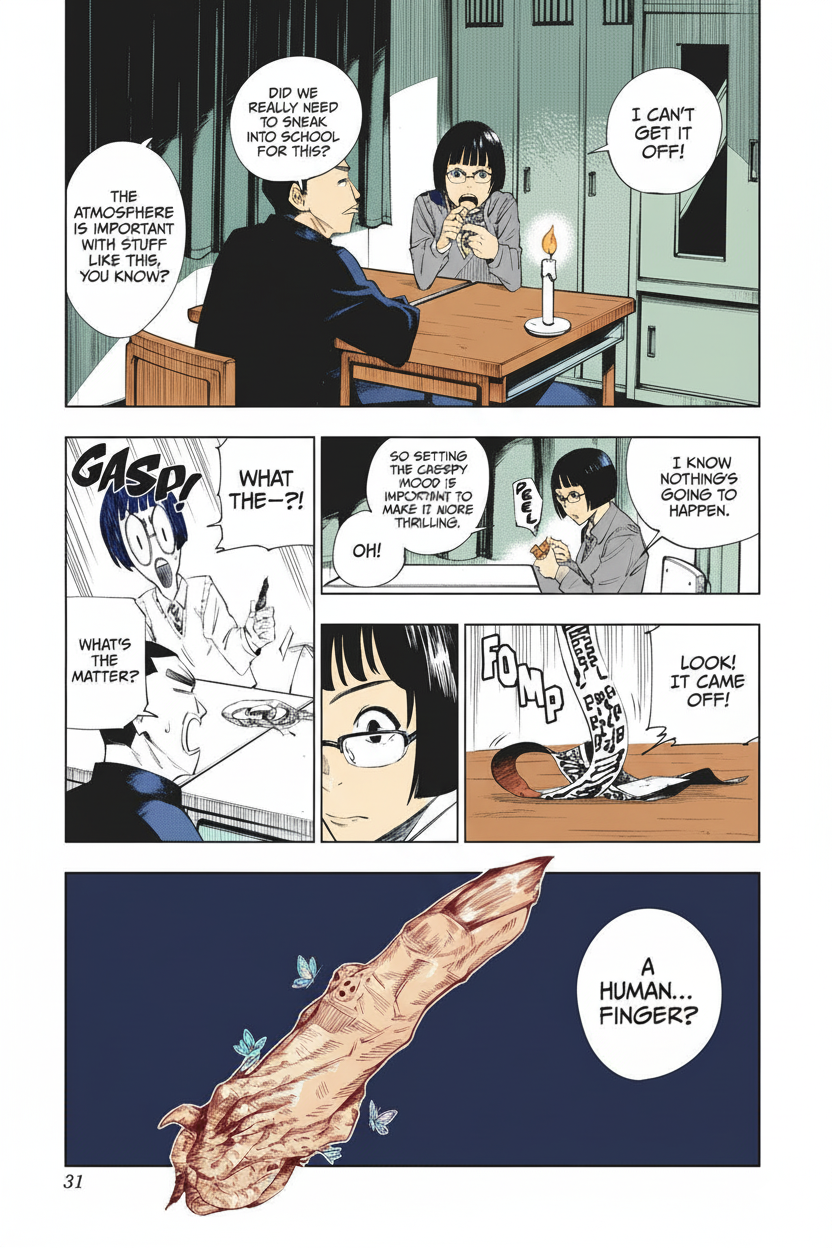 I CAN'T
GET IT
OFF!
DID WE
REALLY NEED
TO SNEAK
INTO SCHOOL
FOR THIS?
THE
ATMOSPHERE
IS IMPORTANT
WITH STUFF
LIKE THIS,
YOU KNOW?
I KNOW
NOTHING'S
GOING TO
HAPPEN.
PEEL
SO SETTING
THE
MOOD IS
IMPORTANT TO
MAKE IT MORE
THRILLING.
OH!
LOOK!
IT CAME
OFF!
FOMP
WHAT
THE—?!
GASP!
WHAT'S
THE
MATTER?
A
HUMAN...
FINGER?
31